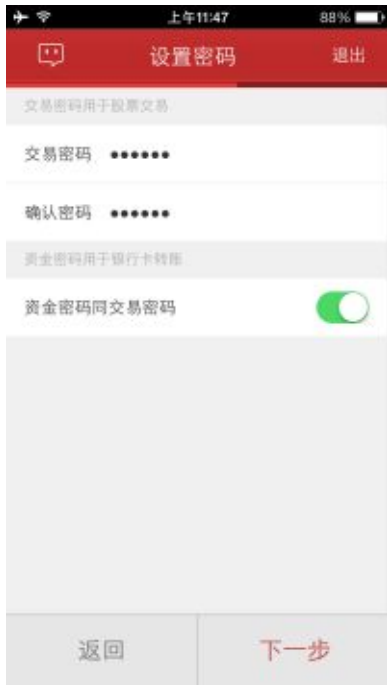 上午11:47 88%
设置密码 退出
交易密码用于股票交易
交易密码 ●●●●●●
确认密码 ●●●●●●
资金密码用于银行卡转账
资金密码同交易密码
返回 下一步